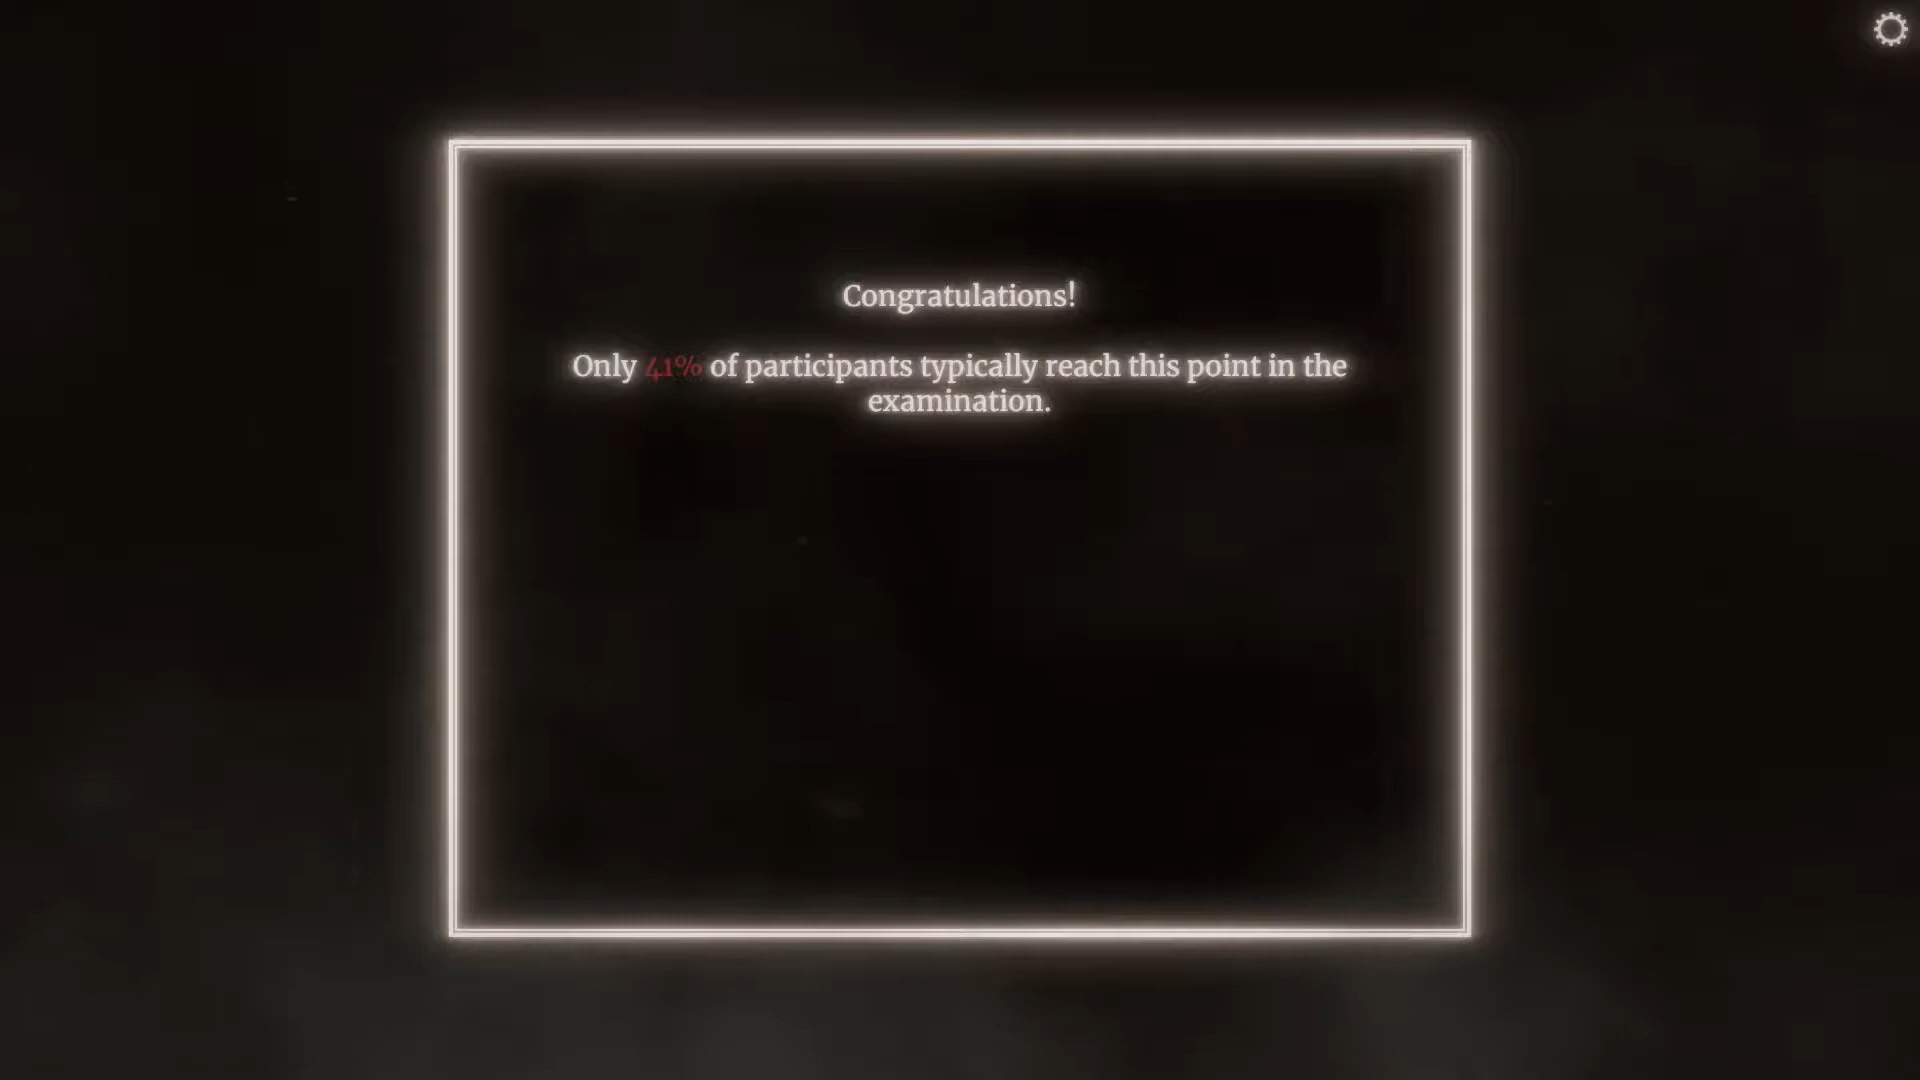 Congratulations!
Only 41% of participants typically reach this point in the
examination.